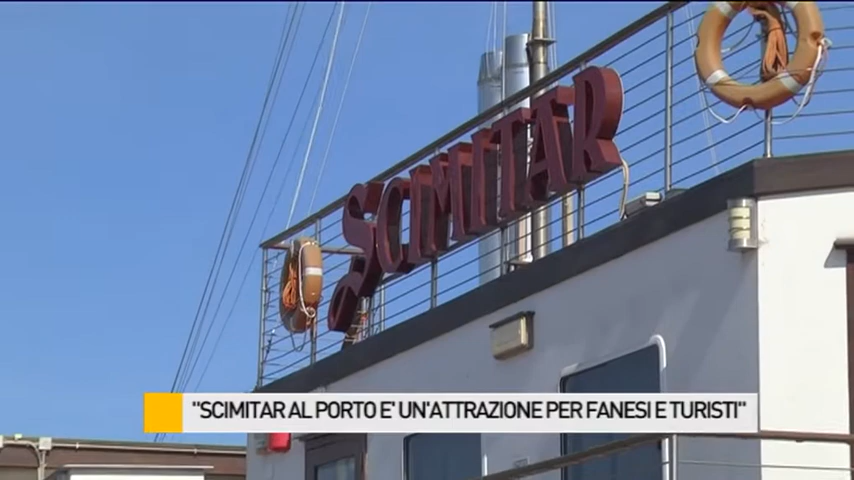 SCIMITAR
"SCIMITAR AL PORTO E' UN'ATTRAZIONE PER FANESI E TURISTI"